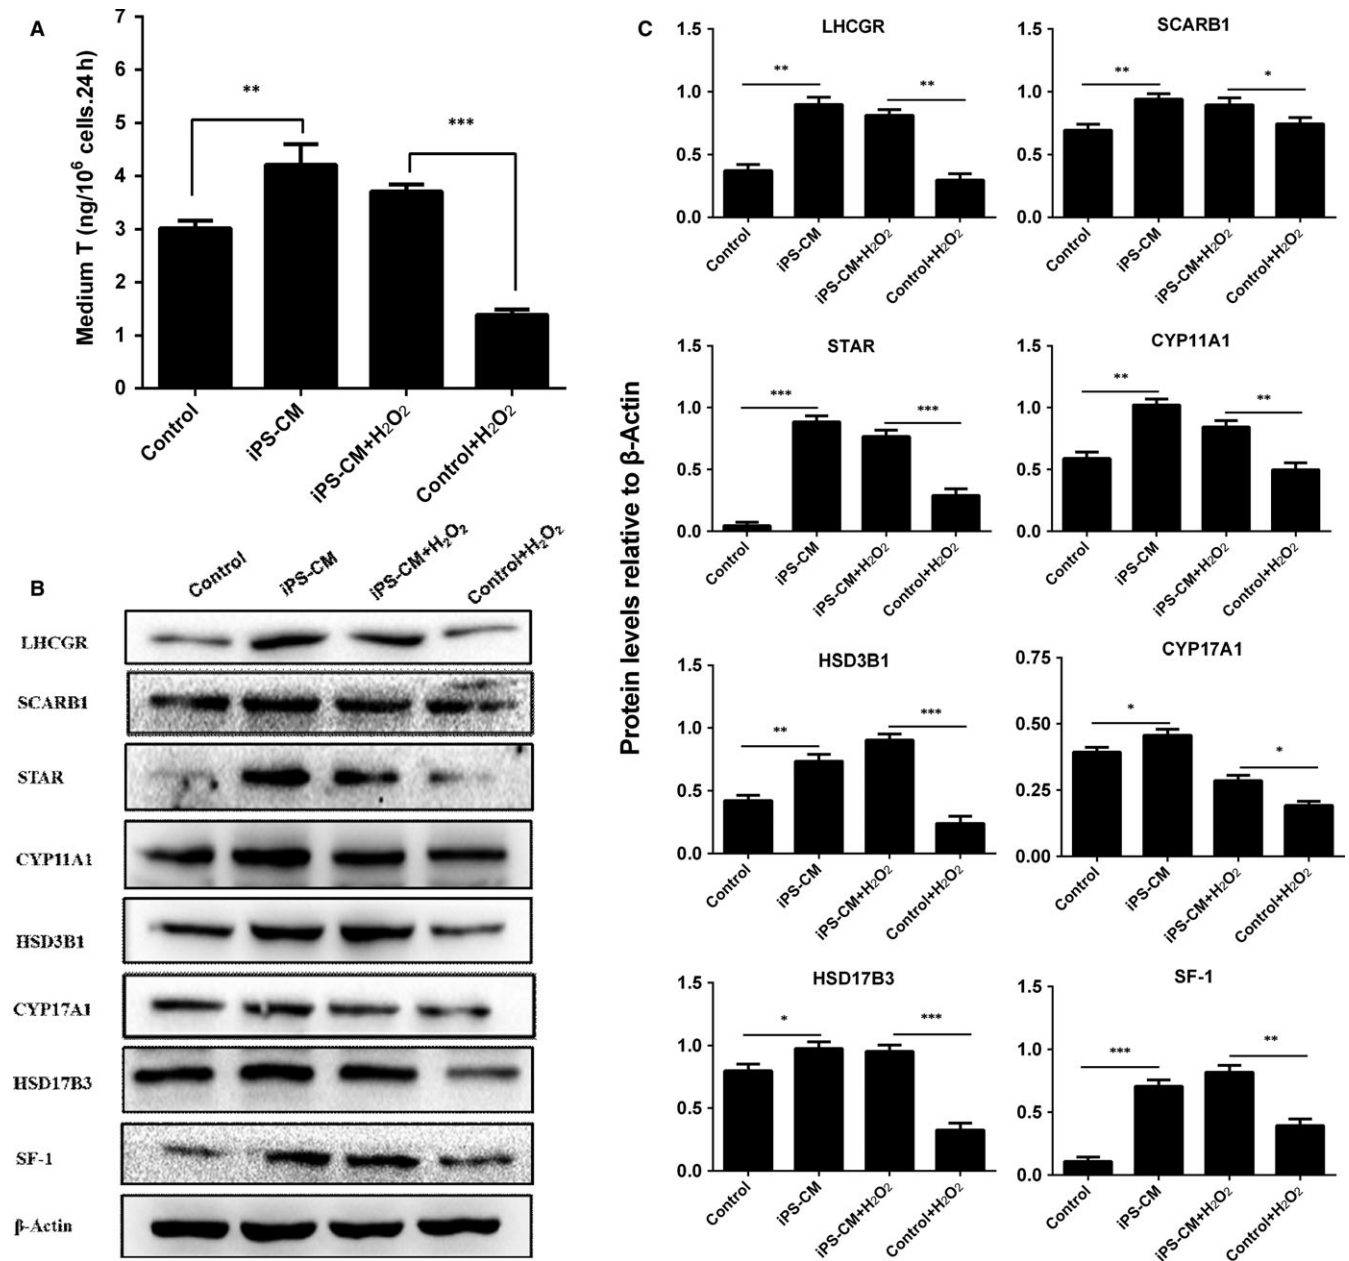 A
Medium T (ng/10⁶ cells.24 h)
7
6
5
4
3
2
1
0
**
***
Control
iPS-CM
iPS-CM+H₂O₂
Control+H₂O₂
B
Control
iPS-CM
iPS-CM+H₂O₂
Control+H₂O₂
LHCGR
SCARB1
STAR
CYP11A1
HSD3B1
CYP17A1
HSD17B3
SF-1
β-Actin
C
Protein levels relative to β-Actin
LHCGR
1.5
1.0
0.5
0.0
**
**
Control
iPS-CM
iPS-CM+H₂O₂
Control+H₂O₂
SCARB1
1.5
1.0
0.5
0.0
**
*
Control
iPS-CM
iPS-CM+H₂O₂
Control+H₂O₂
STAR
1.5
1.0
0.5
0.0
***
***
Control
iPS-CM
iPS-CM+H₂O₂
Control+H₂O₂
CYP11A1
1.5
1.0
0.5
0.0
**
**
Control
iPS-CM
iPS-CM+H₂O₂
Control+H₂O₂
HSD3B1
1.5
1.0
0.5
0.0
**
***
Control
iPS-CM
iPS-CM+H₂O₂
Control+H₂O₂
CYP17A1
0.75
0.50
0.25
0.00
*
*
Control
iPS-CM
iPS-CM+H₂O₂
Control+H₂O₂
HSD17B3
1.5
1.0
0.5
0.0
*
***
Control
iPS-CM
iPS-CM+H₂O₂
Control+H₂O₂
SF-1
1.5
1.0
0.5
0.0
***
**
Control
iPS-CM
iPS-CM+H₂O₂
Control+H₂O₂